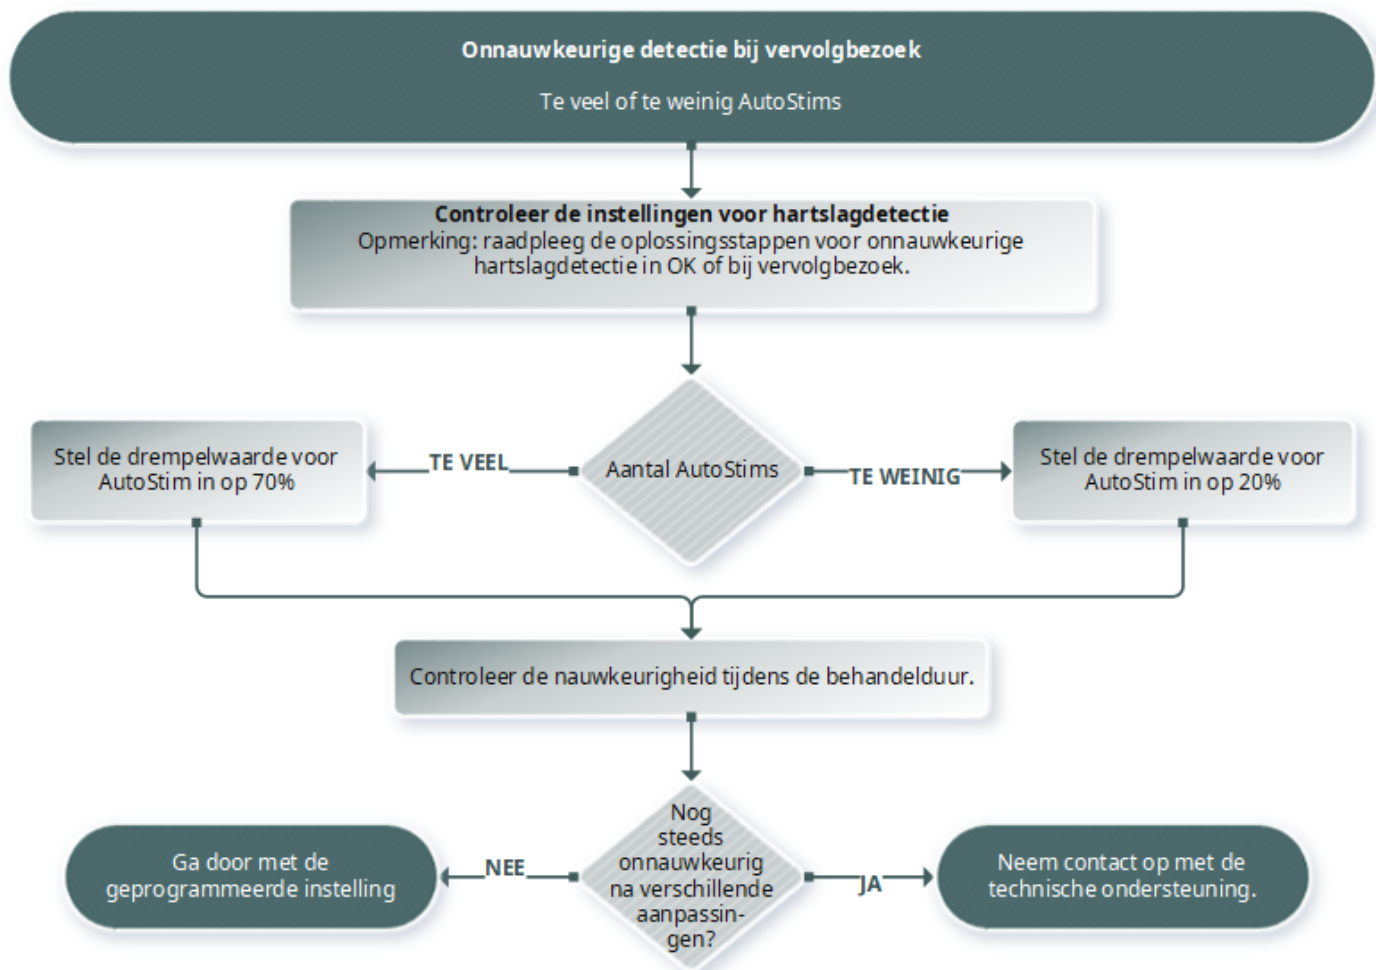 Onnauwkeurige detectie bij vervolgbezoek
Te veel of te weinig AutoStims
Controleer de instellingen voor hartslagdetectie
Opmerking: raadpleeg de oplossingsstappen voor onnauwkeurige
hartslagdetectie in OK of bij vervolgbezoek.
Stel de drempelwaarde voor
AutoStim in op 70%
TE VEEL
Aantal AutoStims
TE WEINIG
Stel de drempelwaarde voor
AutoStim in op 20%
Controleer de nauwkeurigheid tijdens de behandelduur.
Ga door met de
geprogrammeerde instelling
NEE
Nog
steeds
onnauwkeurig
na verschillende
aanpassin-
gen?
JA
Neem contact op met de
technische ondersteuning.